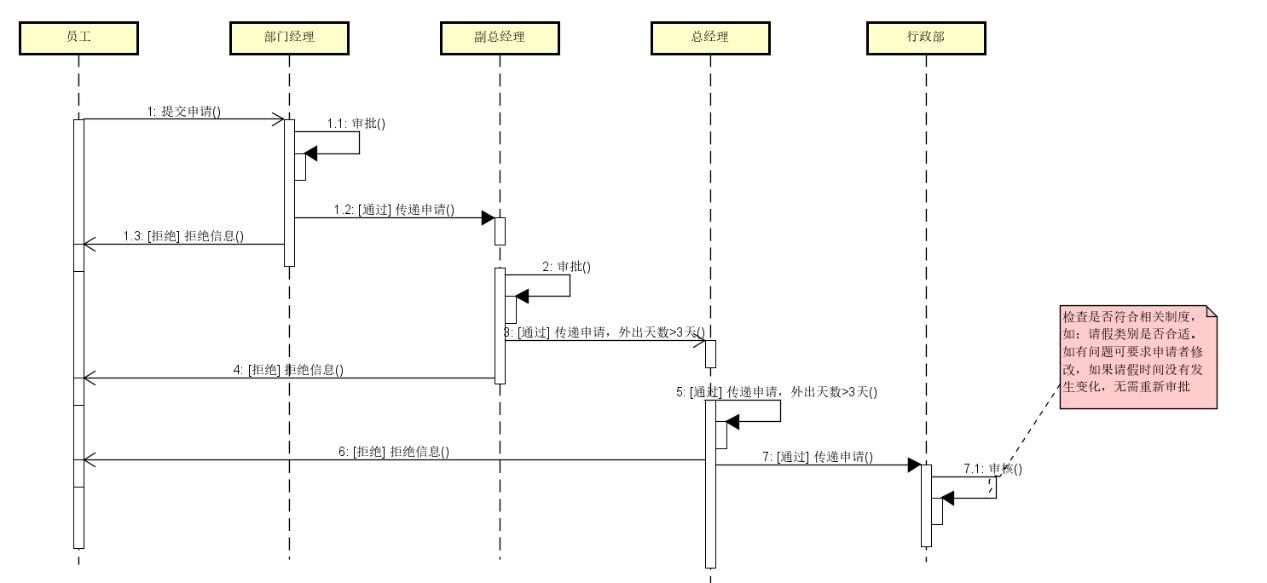 员工
部门经理
副总经理
总经理
行政部
1: 提交申请()
1.1: 审批()
1.2: [通过] 传递申请()
1.3: [拒绝] 拒绝信息()
2: 审批()
3: [通过] 传递申请，外出天数>3天()
4: [拒绝] 拒绝信息()
5: [通过] 传递申请，外出天数>3天()
6: [拒绝] 拒绝信息()
7: [通过] 传递申请()
7.1: 审核()
检查是否符合相关制度，
如：请假类别是否合适。
如有问题可要求申请者修
改，如果请假时间没有发
生变化，无需重新审批